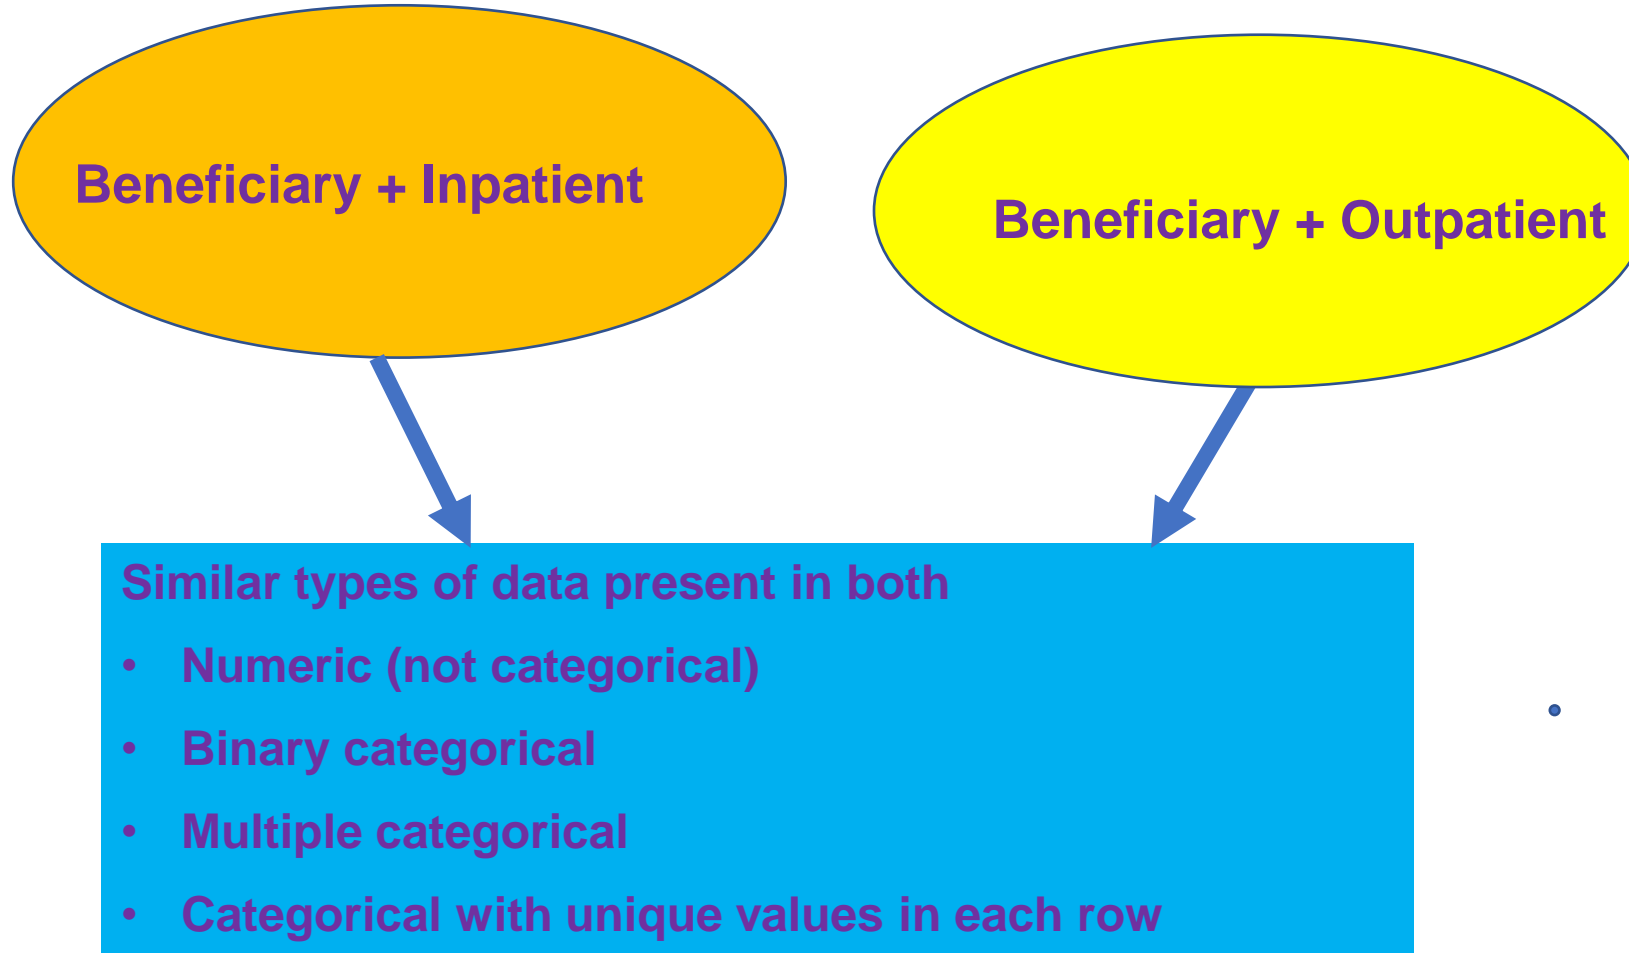 Beneficiary + Inpatient
Beneficiary + Outpatient
Similar types of data present in both
• Numeric (not categorical)
• Binary categorical
• Multiple categorical
• Categorical with unique values in each row